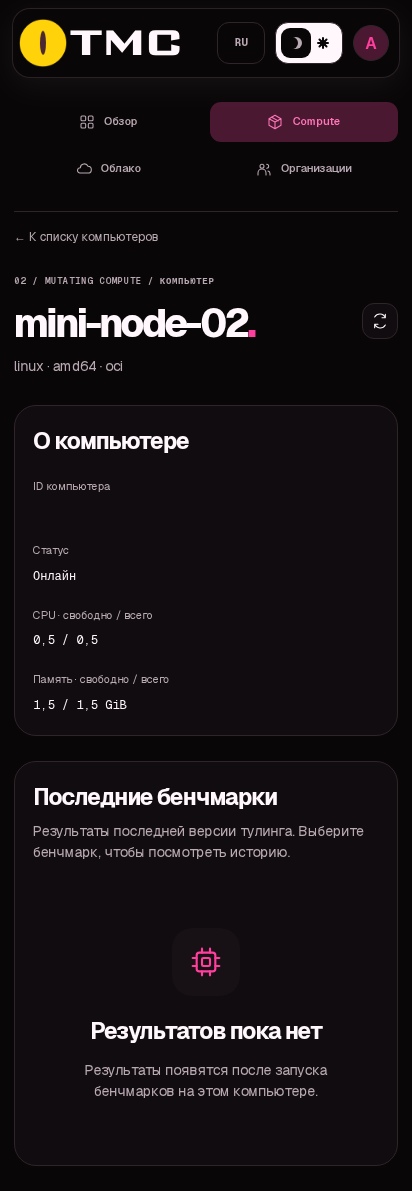 TMC
RU
A
Обзор
Compute
Облако
Организации
← К списку компьютеров
02 / MUTATING COMPUTE / КОМПЬЮТЕР
mini-node-02.
linux · amd64 · oci
О компьютере
ID компьютера
Статус
Онлайн
CPU · свободно / всего
0,5 / 0,5
Память · свободно / всего
1,5 / 1,5 GiB
Последние бенчмарки
Результаты последней версии тулинга. Выберите
бенчмарк, чтобы посмотреть историю.
Результатов пока нет
Результаты появятся после запуска
бенчмарков на этом компьютере.